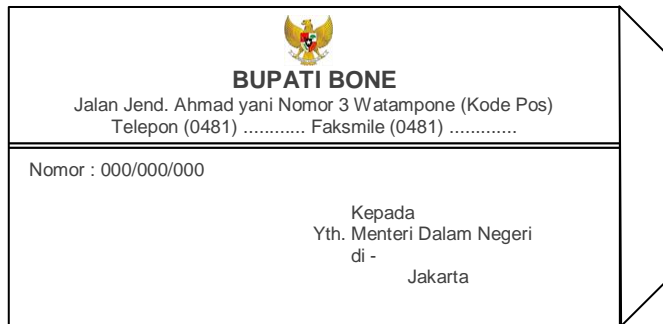 BUPATI BONE
Jalan Jend. Ahmad yani Nomor 3 Watampone (Kode Pos)
Telepon (0481) ............ Faksmile (0481) .............
Nomor : 000/000/000
Kepada
Yth. Menteri Dalam Negeri
di -
Jakarta